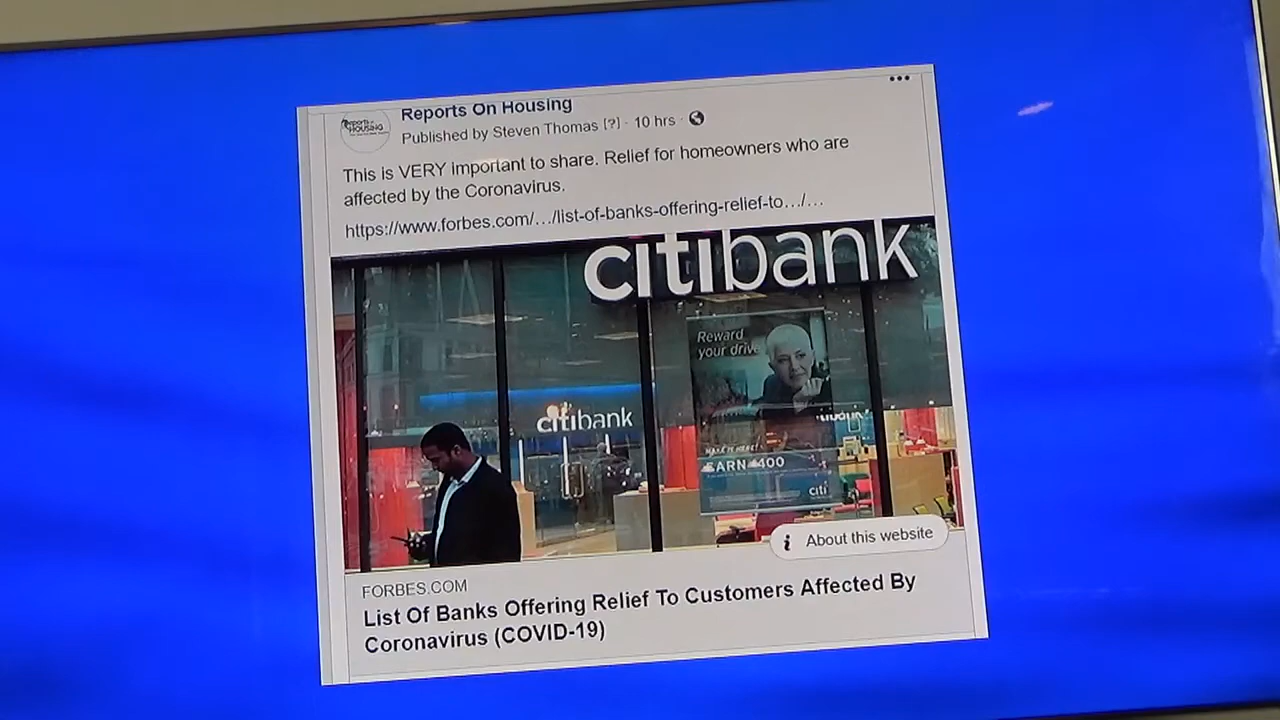 Reports On Housing
Published by Steven Thomas [?] · 10 hrs ·
This is VERY important to share. Relief for homeowners who are
affected by the Coronavirus.
https://www.forbes.com/…/list-of-banks-offering-relief-to…/…
citibank
Reward
your drive
citibank
EARN $400
citi
About this website
FORBES.COM
List Of Banks Offering Relief To Customers Affected By
Coronavirus (COVID-19)